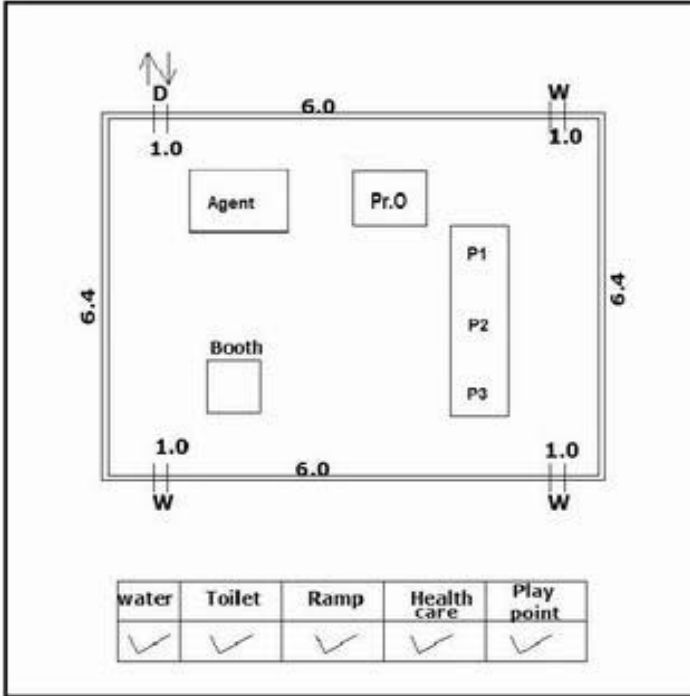 D
6.0
W
1.0
1.0
Agent
Pr.O
P1
6.4
6.4
P2
Booth
P3
1.0
1.0
6.0
W
W
water Toilet Ramp Health care Play point